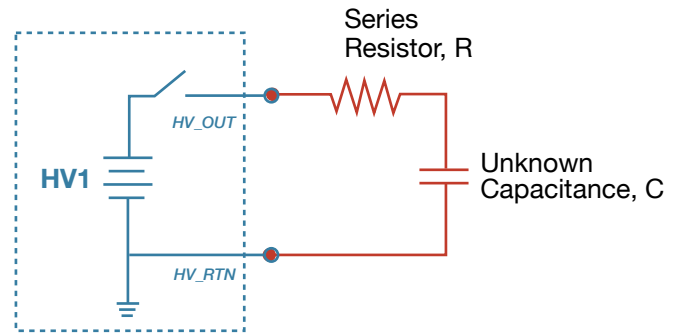 Series
Resistor, R
HV_OUT
HV1
Unknown
Capacitance, C
HV_RTN